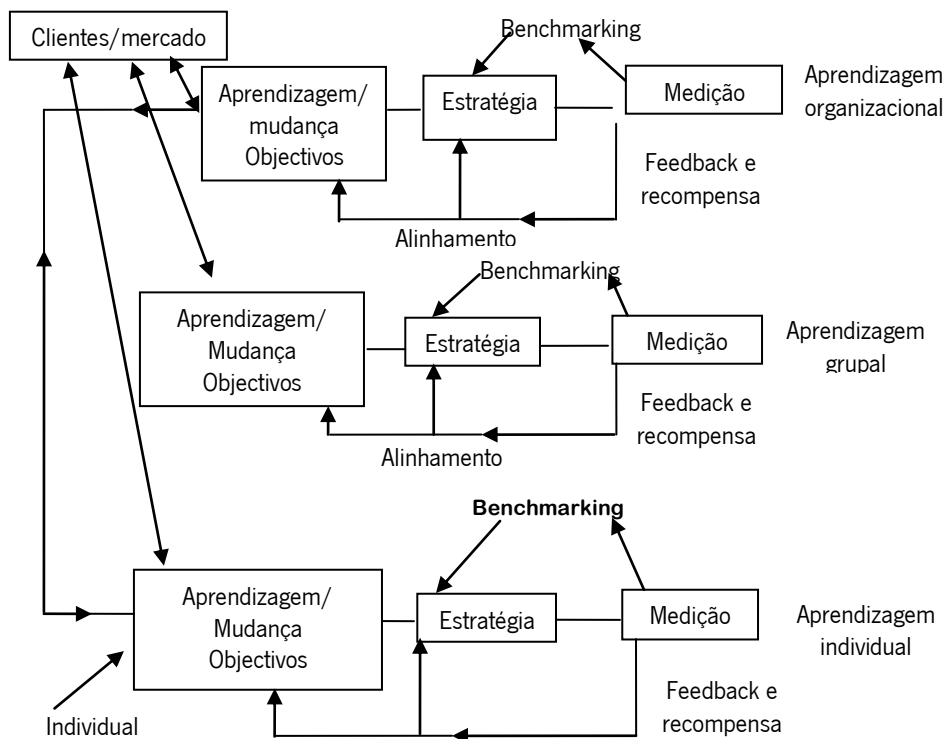 Clientes/mercado
Benchmarking
Aprendizagem/
mudança
Objectivos
Estratégia
Medição
Aprendizagem
organizacional
Feedback e
recompensa
Alinhamento
Benchmarking
Aprendizagem/
Mudança
Objectivos
Estratégia
Medição
Aprendizagem
grupal
Feedback e
recompensa
Alinhamento
Benchmarking
Aprendizagem/
Mudança
Objectivos
Estratégia
Medição
Aprendizagem
individual
Feedback e
recompensa
Individual